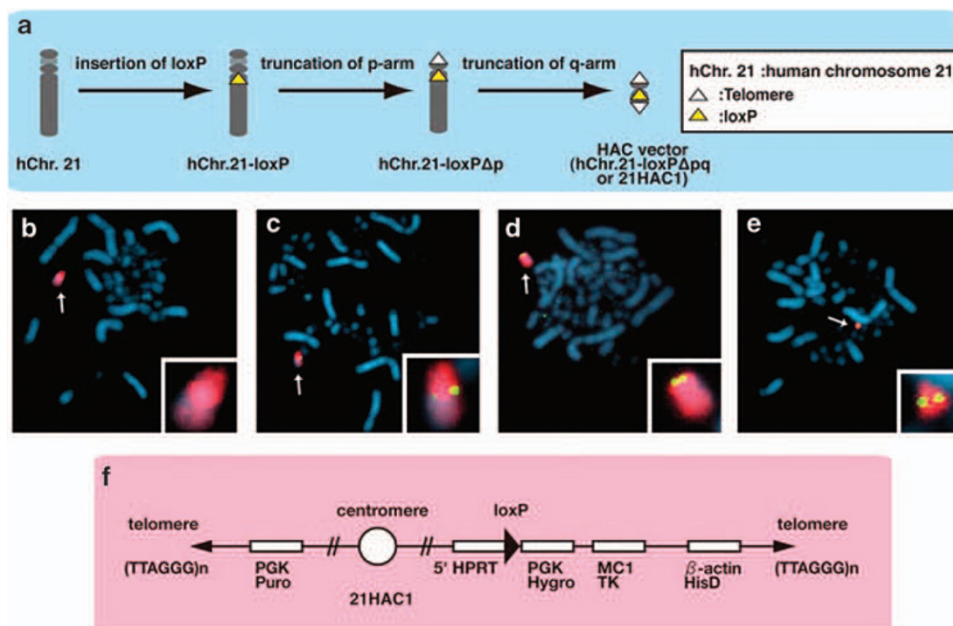 a
insertion of loxP
truncation of p-arm
truncation of q-arm
hChr. 21 :human chromosome 21
:Telomere
:loxP
hChr. 21
hChr.21-loxP
hChr.21-loxPΔp
HAC vector
(hChr.21-loxPΔpq
or 21HAC1)
b
c
d
e
f
telomere
centromere
loxP
telomere
(TTAGGG)n
PGK
Puro
21HAC1
5' HPRT
PGK
Hygro
MC1
TK
β-actin
HisD
(TTAGGG)n